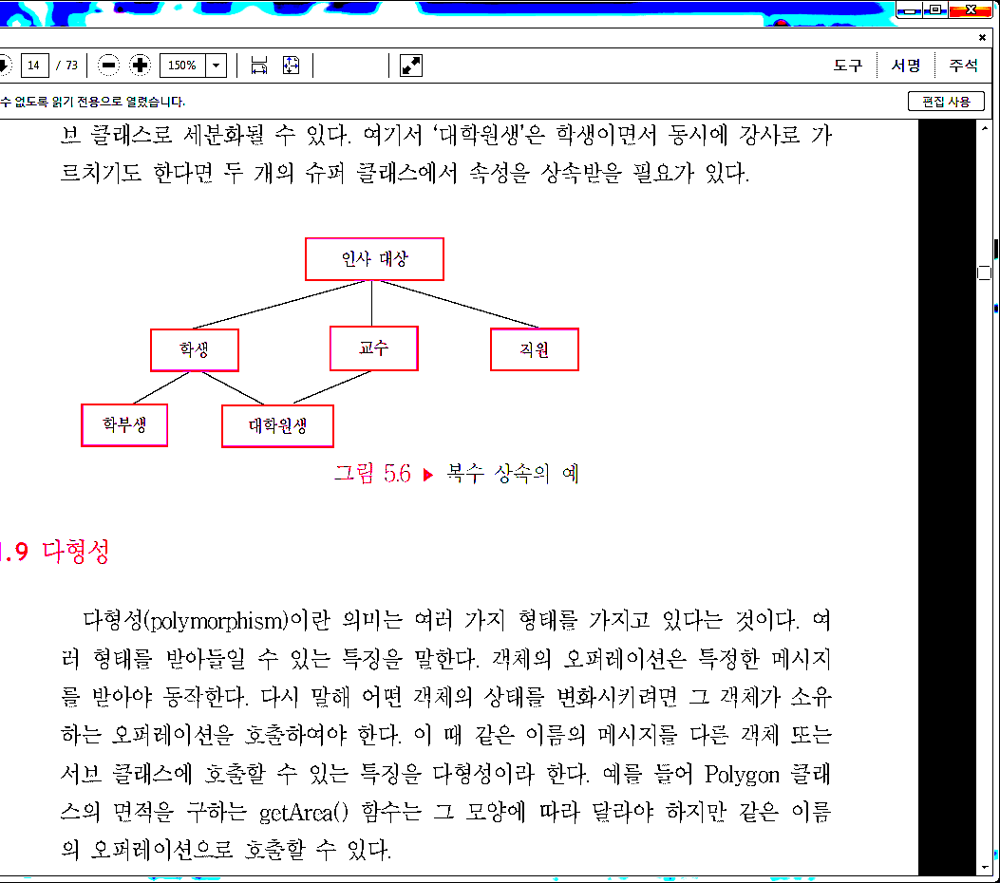 14 / 73 150% 도구 서명 주석
수 없도록 읽기 전용으로 열렸습니다. 편집 사용
브 클래스로 세분화될 수 있다. 여기서 ‘대학원생’은 학생이면서 동시에 강사로 가
르치기도 한다면 두 개의 슈퍼 클래스에서 속성을 상속받을 필요가 있다.
인사 대상
학생 교수 직원
학부생 대학원생
그림 5.6 ▶ 복수 상속의 예
.9 다형성
다형성(polymorphism)이란 의미는 여러 가지 형태를 가지고 있다는 것이다. 여
러 형태를 받아들일 수 있는 특징을 말한다. 객체의 오퍼레이션은 특정한 메시지
를 받아야 동작한다. 다시 말해 어떤 객체의 상태를 변화시키려면 그 객체가 소유
하는 오퍼레이션을 호출하여야 한다. 이 때 같은 이름의 메시지를 다른 객체 또는
서브 클래스에 호출할 수 있는 특징을 다형성이라 한다. 예를 들어 Polygon 클래
스의 면적을 구하는 getArea() 함수는 그 모양에 따라 달라야 하지만 같은 이름
의 오퍼레이션으로 호출할 수 있다.